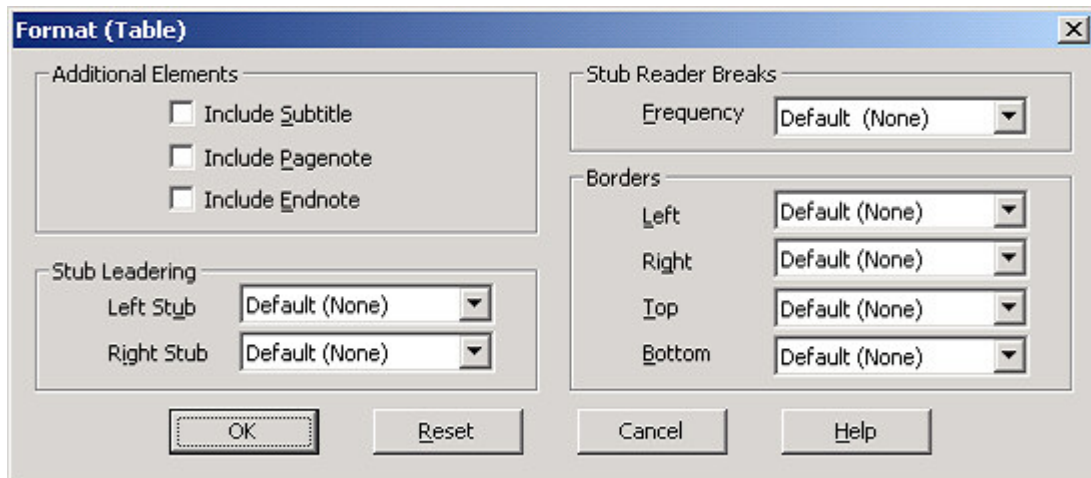 Format (Table)
Additional Elements
Include Subtitle
Include Pagenote
Include Endnote
Stub Leadering
Left Stub Default (None)
Right Stub Default (None)
Stub Reader Breaks
Frequency Default (None)
Borders
Left Default (None)
Right Default (None)
Top Default (None)
Bottom Default (None)
OK Reset Cancel Help